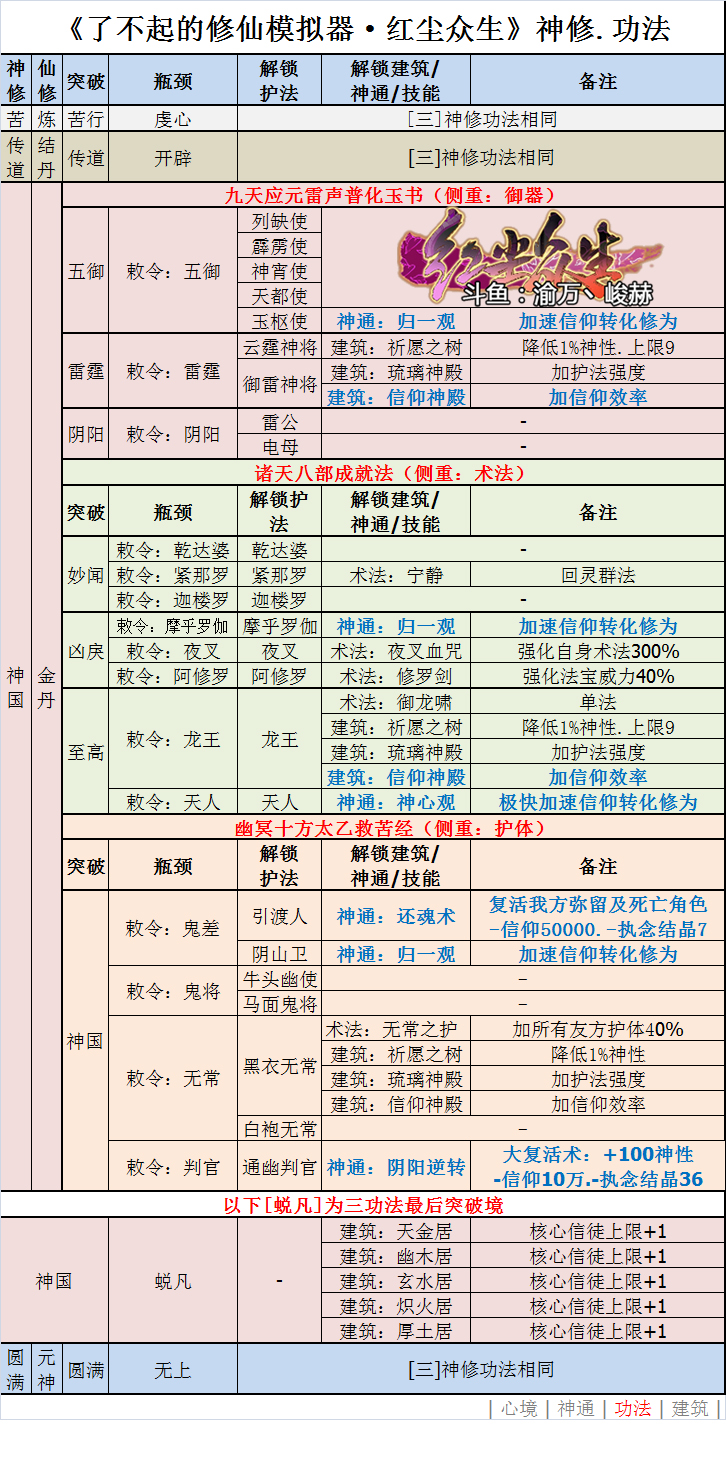 《了不起的修仙模拟器·红尘众生》神修.功法
神修 仙修 突破 瓶颈 解锁护法 解锁建筑/神通/技能 备注
苦 炼 苦行 虔心 [三]神修功法相同
传道 结丹 传道 开辟 [三]神修功法相同
神国 金丹
九天应元雷声普化玉书（侧重：御器）
五御 敕令：五御 列缺使
霹雳使
神宵使
天都使
红尘众生
斗鱼：渝万丶峻赫
玉枢使 神通：归一观 加速信仰转化修为
雷霆 敕令：雷霆 云霆神将 建筑：祈愿之树 降低1%神性.上限9
御雷神将 建筑：琉璃神殿 加护法强度
建筑：信仰神殿 加信仰效率
阴阳 敕令：阴阳 雷公 -
电母 -
诸天八部成就法（侧重：术法）
突破 瓶颈 解锁护法 解锁建筑/神通/技能 备注
妙闻 敕令：乾达婆 乾达婆 -
敕令：紧那罗 紧那罗 术法：宁静 回灵群法
敕令：迦楼罗 迦楼罗 -
凶戾 敕令：摩乎罗伽 摩乎罗伽 神通：归一观 加速信仰转化修为
敕令：夜叉 夜叉 术法：夜叉血咒 强化自身术法300%
敕令：阿修罗 阿修罗 术法：修罗剑 强化法宝威力40%
至高 敕令：龙王 龙王 术法：御龙啸 单法
建筑：祈愿之树 降低1%神性.上限9
建筑：琉璃神殿 加护法强度
建筑：信仰神殿 加信仰效率
敕令：天人 天人 神通：神心观 极快加速信仰转化修为
幽冥十方太乙救苦经（侧重：护体）
突破 瓶颈 解锁护法 解锁建筑/神通/技能 备注
神国 敕令：鬼差 引渡人 神通：还魂术 复活我方弥留及死亡角色
-信仰50000.-执念结晶7
阴山卫 神通：归一观 加速信仰转化修为
敕令：鬼将 牛头幽使 -
马面鬼将 -
敕令：无常 黑衣无常 术法：无常之护 加所有友方护体40%
建筑：祈愿之树 降低1%神性
建筑：琉璃神殿 加护法强度
建筑：信仰神殿 加信仰效率
白袍无常 -
敕令：判官 通幽判官 神通：阴阳逆转 大复活术：+100神性
-信仰10万.-执念结晶36
以下[蜕凡]为三功法最后突破境
神国 蜕凡 - 建筑：天金居 核心信徒上限+1
建筑：幽木居 核心信徒上限+1
建筑：玄水居 核心信徒上限+1
建筑：炽火居 核心信徒上限+1
建筑：厚土居 核心信徒上限+1
圆满 元神 圆满 无上 [三]神修功法相同
| 心境 | 神通 | 功法 | 建筑 |